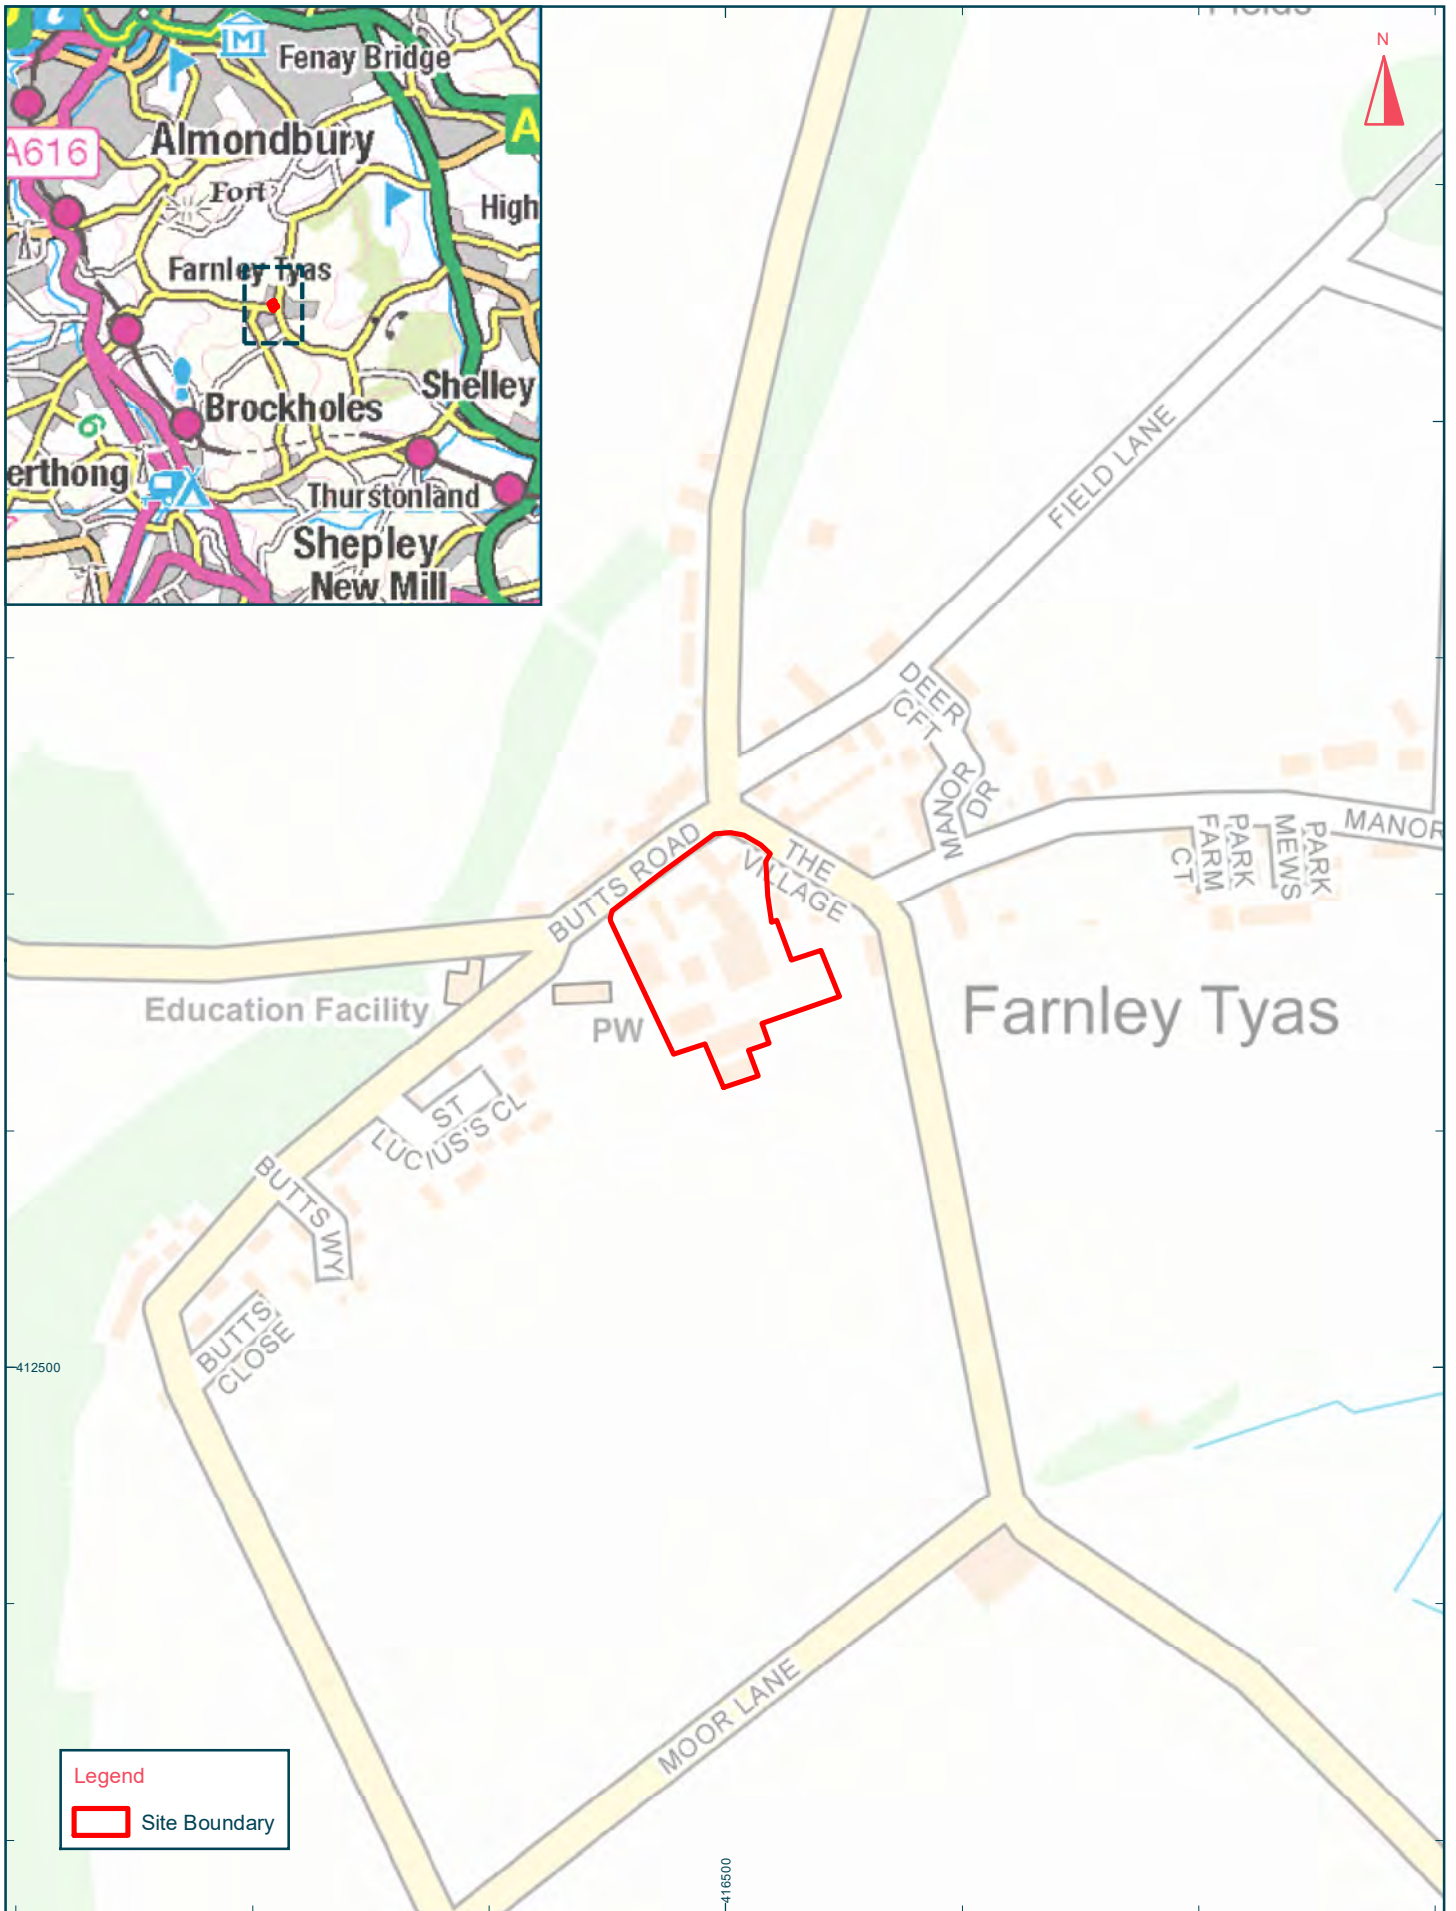 Fenay Bridge
Almondbury
A616
A
Fort
High
Farnley Tyas
Shelley
Brockholes
erthong
Thurstonland
Shepley
New Mill
N
FIELD LANE
DEER
CFT
MANOR
DR
MANOR
PARK
FARM
CT
PARK
MEWS
BUTTS ROAD
THE
VILLAGE
Education Facility
PW
Farnley Tyas
ST
LUCIUS'S CL
BUTTS WY
BUTTS
CLOSE
412500
MOOR LANE
416500
Legend
Site Boundary